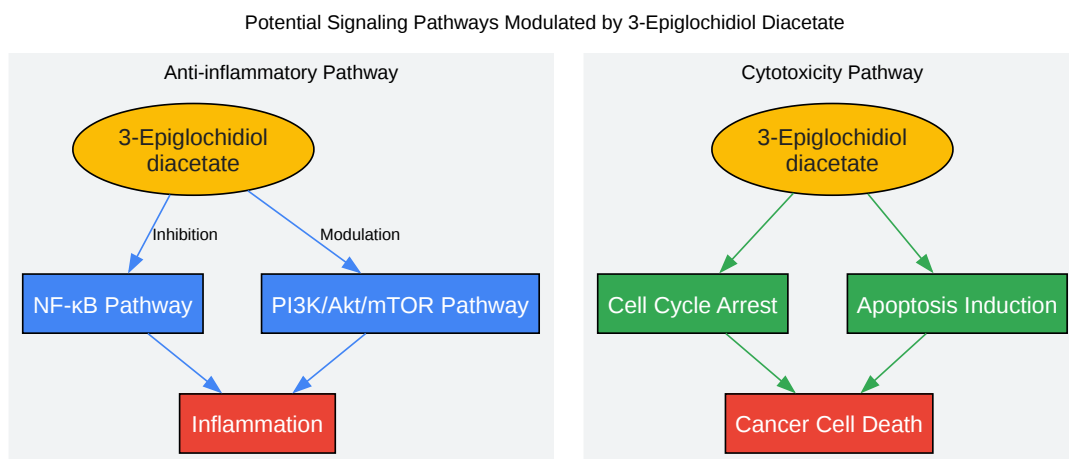 Potential Signaling Pathways Modulated by 3-Epiglochidiol Diacetate
Anti-inflammatory Pathway
3-Epiglochidiol
diacetate
Inhibition
Modulation
NF-κB Pathway
PI3K/Akt/mTOR Pathway
Inflammation
Cytotoxicity Pathway
3-Epiglochidiol
diacetate
Cell Cycle Arrest
Apoptosis Induction
Cancer Cell Death